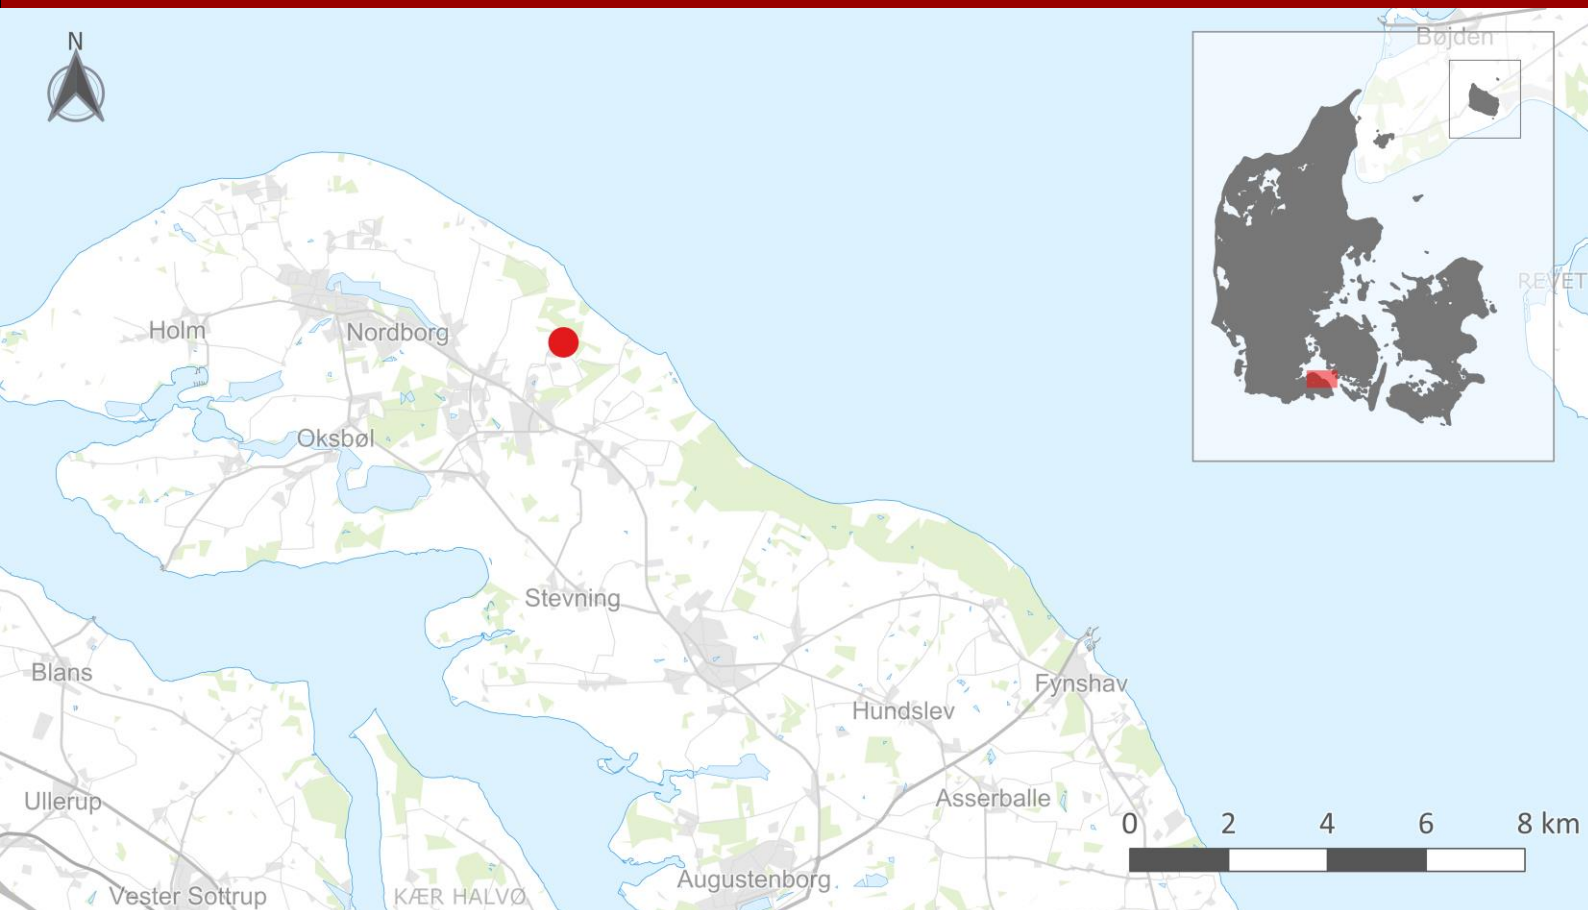 N
Bøjden
REVET
Holm
Nordborg
Oksbøl
Stevning
Blans
Fynshav
Hundslev
Ullerup
Asserballe
0 2 4 6 8 km
Augustenborg
Vester Sottrup
KÆR HALVØ